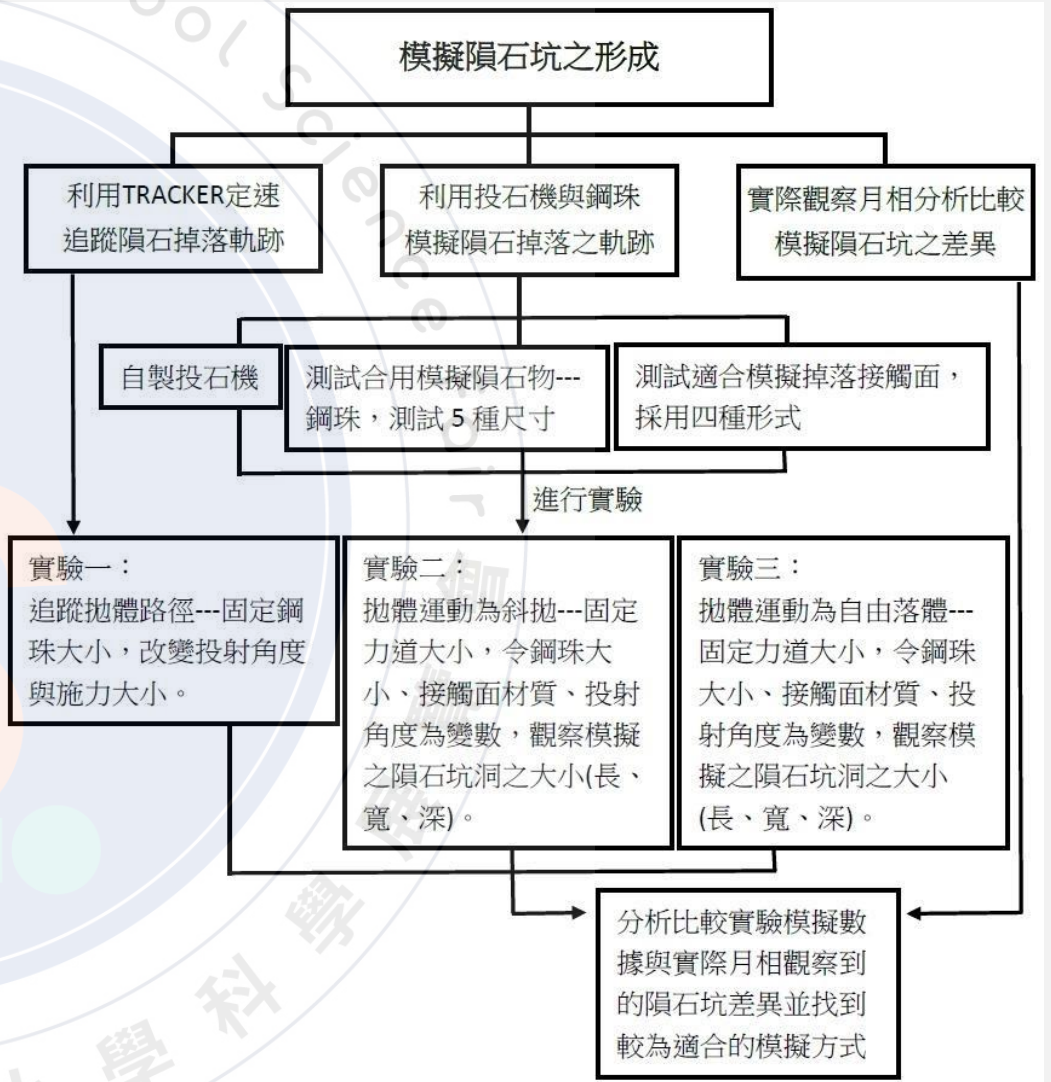 模擬隕石坑之形成
利用TRACKER定速
追蹤隕石掉落軌跡
利用投石機與鋼珠
模擬隕石掉落之軌跡
實際觀察月相分析比較
模擬隕石坑之差異
自製投石機
測試合用模擬隕石物---
鋼珠，測試 5 種尺寸
測試適合模擬掉落接觸面，
採用四種形式
進行實驗
實驗一：
追蹤拋體路徑---固定鋼
珠大小，改變投射角度
與施力大小。
實驗二：
拋體運動為斜拋---固定
力道大小，令鋼珠大
小、接觸面材質、投射
角度為變數，觀察模擬
之隕石坑洞之大小(長、
寬、深)。
實驗三：
拋體運動為自由落體---
固定力道大小，令鋼珠
大小、接觸面材質、投
射角度為變數，觀察模
擬之隕石坑洞之大小
(長、寬、深)。
分析比較實驗模擬數
據與實際月相觀察到
的隕石坑差異並找到
較為適合的模擬方式